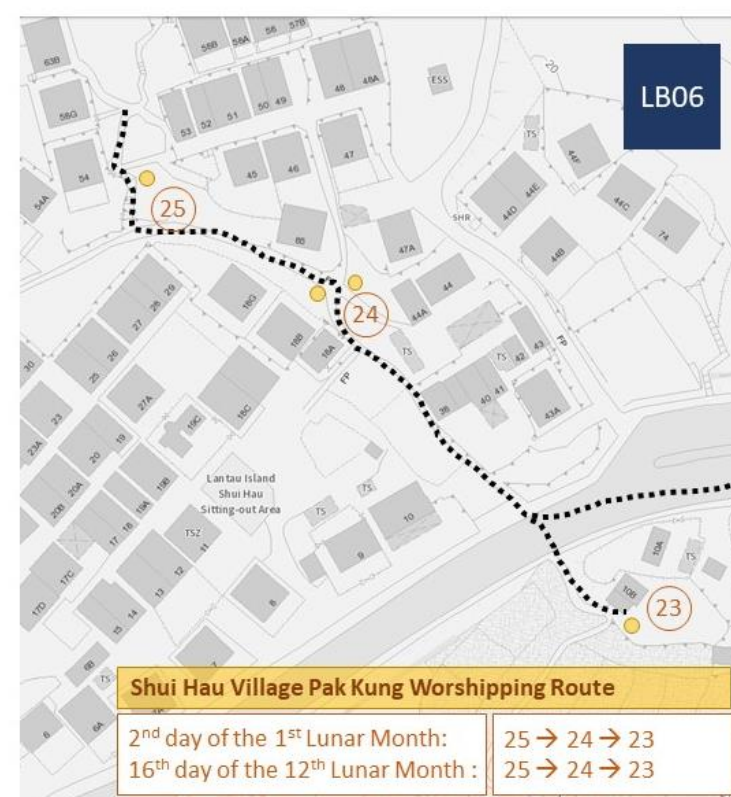 LB06
63B
56B
56A
56
57B
58G
53
52
51
50
49
48
48A
ESS
20
54
54A
45
46
47
TS
44F
44E
44D
44C
44B
74
SHR
25
88
47A
44
44A
24
18G
18B
18A
TS
FP
29
28
27
26
25
30
27A
18C
23
23A
19C
20
19
20A
20B
19B
19A
18
17
TS
42
43
41
40
38
43A
FP
Lantau Island
Shui Hau
Sitting-out Area
TS
TS
10
9
TSZ
11
12
13
14
15
17C
17D
8
7
10A
TS
10B
23
6B
TS
6A
6
Shui Hau Village Pak Kung Worshipping Route
2nd day of the 1st Lunar Month: 25 → 24 → 23
16th day of the 12th Lunar Month : 25 → 24 → 23